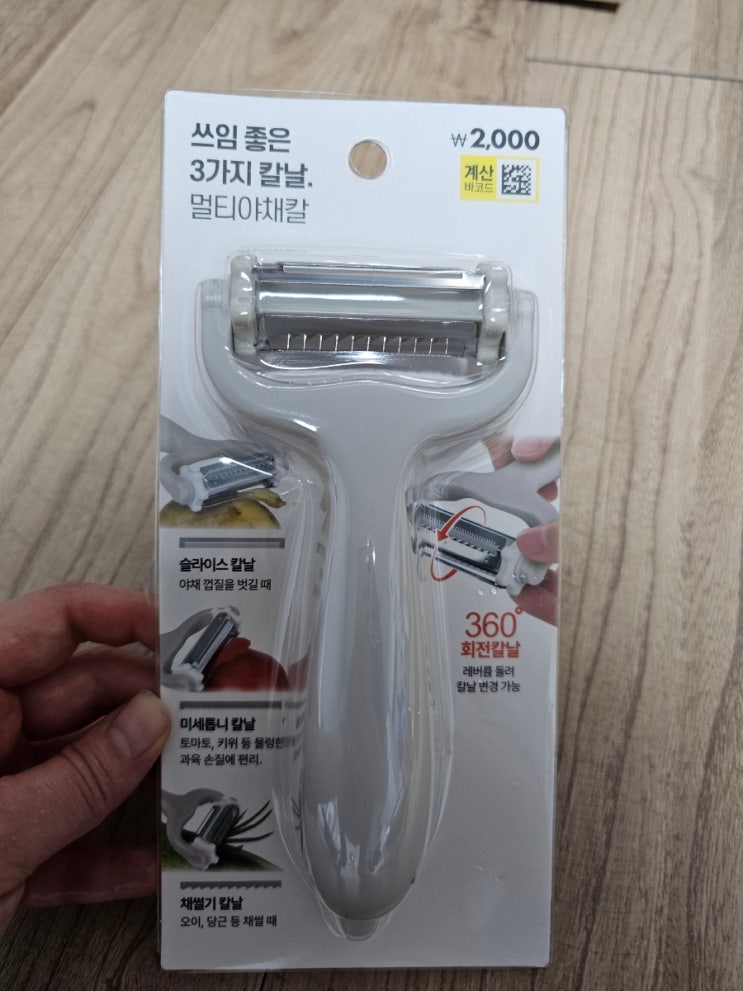 쓰임 좋은
3가지 칼날.
멀티야채칼
₩2,000
계산
바코드
슬라이스 칼날
야채 껍질을 벗길 때
미세톱니 칼날
토마토, 키위 등 물렁한
과육 손질에 편리.
채썰기 칼날
오이, 당근 등 채썰 때
360°
회전칼날
레버를 돌려
칼날 변경 가능